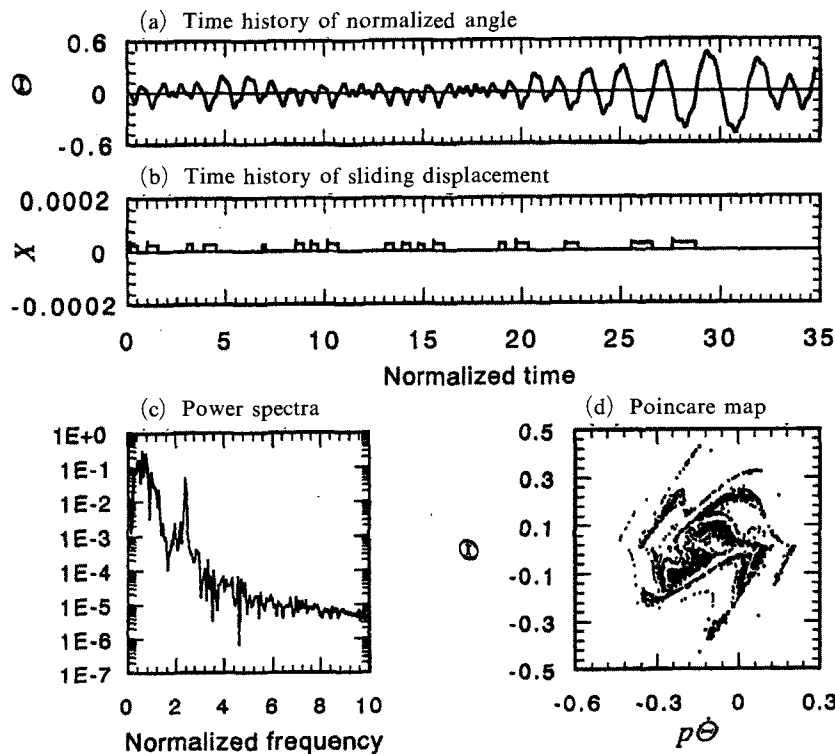 (a) Time history of normalized angle
0.6
Θ
0
-0.6
(b) Time history of sliding displacement
0.0002
X
0
-0.0002
0 5 10 15 20 25 30 35
Normalized time
(c) Power spectra
1E+0
1E-1
1E-2
1E-3
1E-4
1E-5
1E-6
1E-7
0 2 4 6 8 10
Normalized frequency
(d) Poincare map
0.5
0.3
0.1
Θ
-0.1
-0.3
-0.5
-0.6 -0.3 0 0.3
pΘ̇